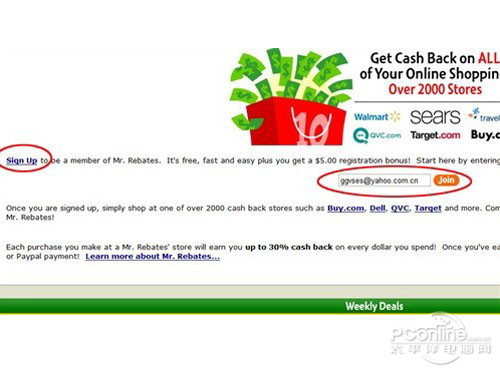 Get Cash Back on ALL
of Your Online Shoppin
Over 2000 Stores
Walmart sears travel
QVC.com Target.com Buy.c
Sign Up to be a member of Mr. Rebates. It's free, fast and easy plus you get a $5.00 registration bonus! Start here by entering
ggvses@yahoo.com.cn Join
Once you are signed up, simply shop at one of over 2000 cash back stores such as Buy.com, Dell, QVC, Target and more. Com
Mr. Rebates!
Each purchase you make at a Mr. Rebates' store will earn you up to 30% cash back on every dollar you spend! Once you've ea
or Paypal payment! Learn more about Mr. Rebates...
Weekly Deals
PConline.com.cn
太平洋电脑网